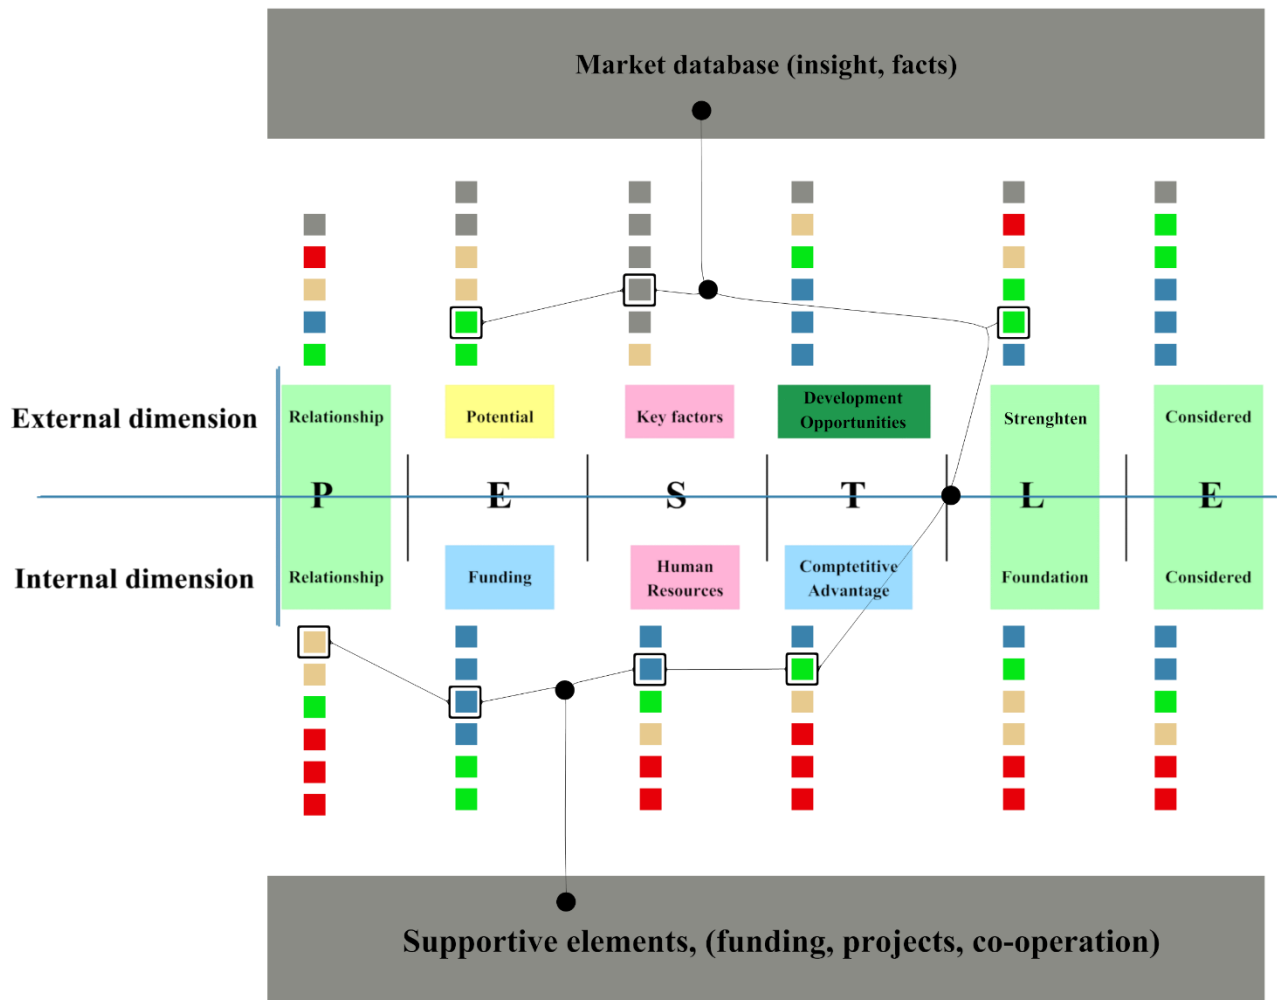 Market database (insight, facts)
External dimension
Relationship
Potential
Key factors
Development
Opportunities
Strenghten
Considered
P
E
S
T
L
E
Internal dimension
Relationship
Funding
Human
Resources
Comptetitive
Advantage
Foundation
Considered
Supportive elements, (funding, projects, co-operation)